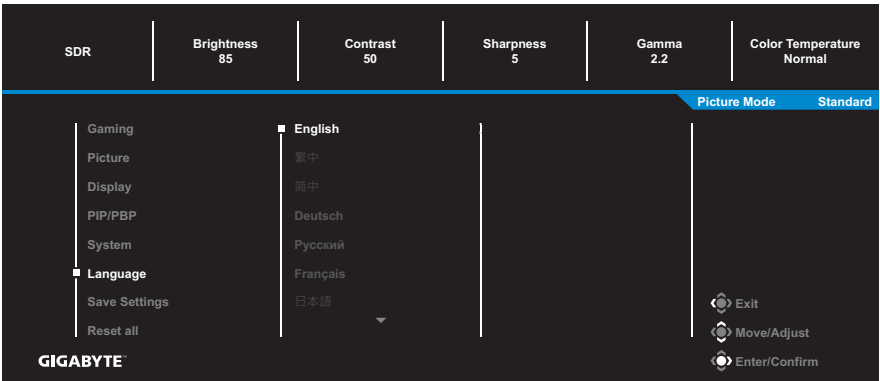 SDR
Brightness
85
Contrast
50
Sharpness
5
Gamma
2.2
Color Temperature
Normal
Picture Mode Standard
Gaming
Picture
Display
PIP/PBP
System
Language
Save Settings
Reset all
English
繁中
简中
Deutsch
Русский
Français
日本語
Exit
Move/Adjust
Enter/Confirm
GIGABYTE™